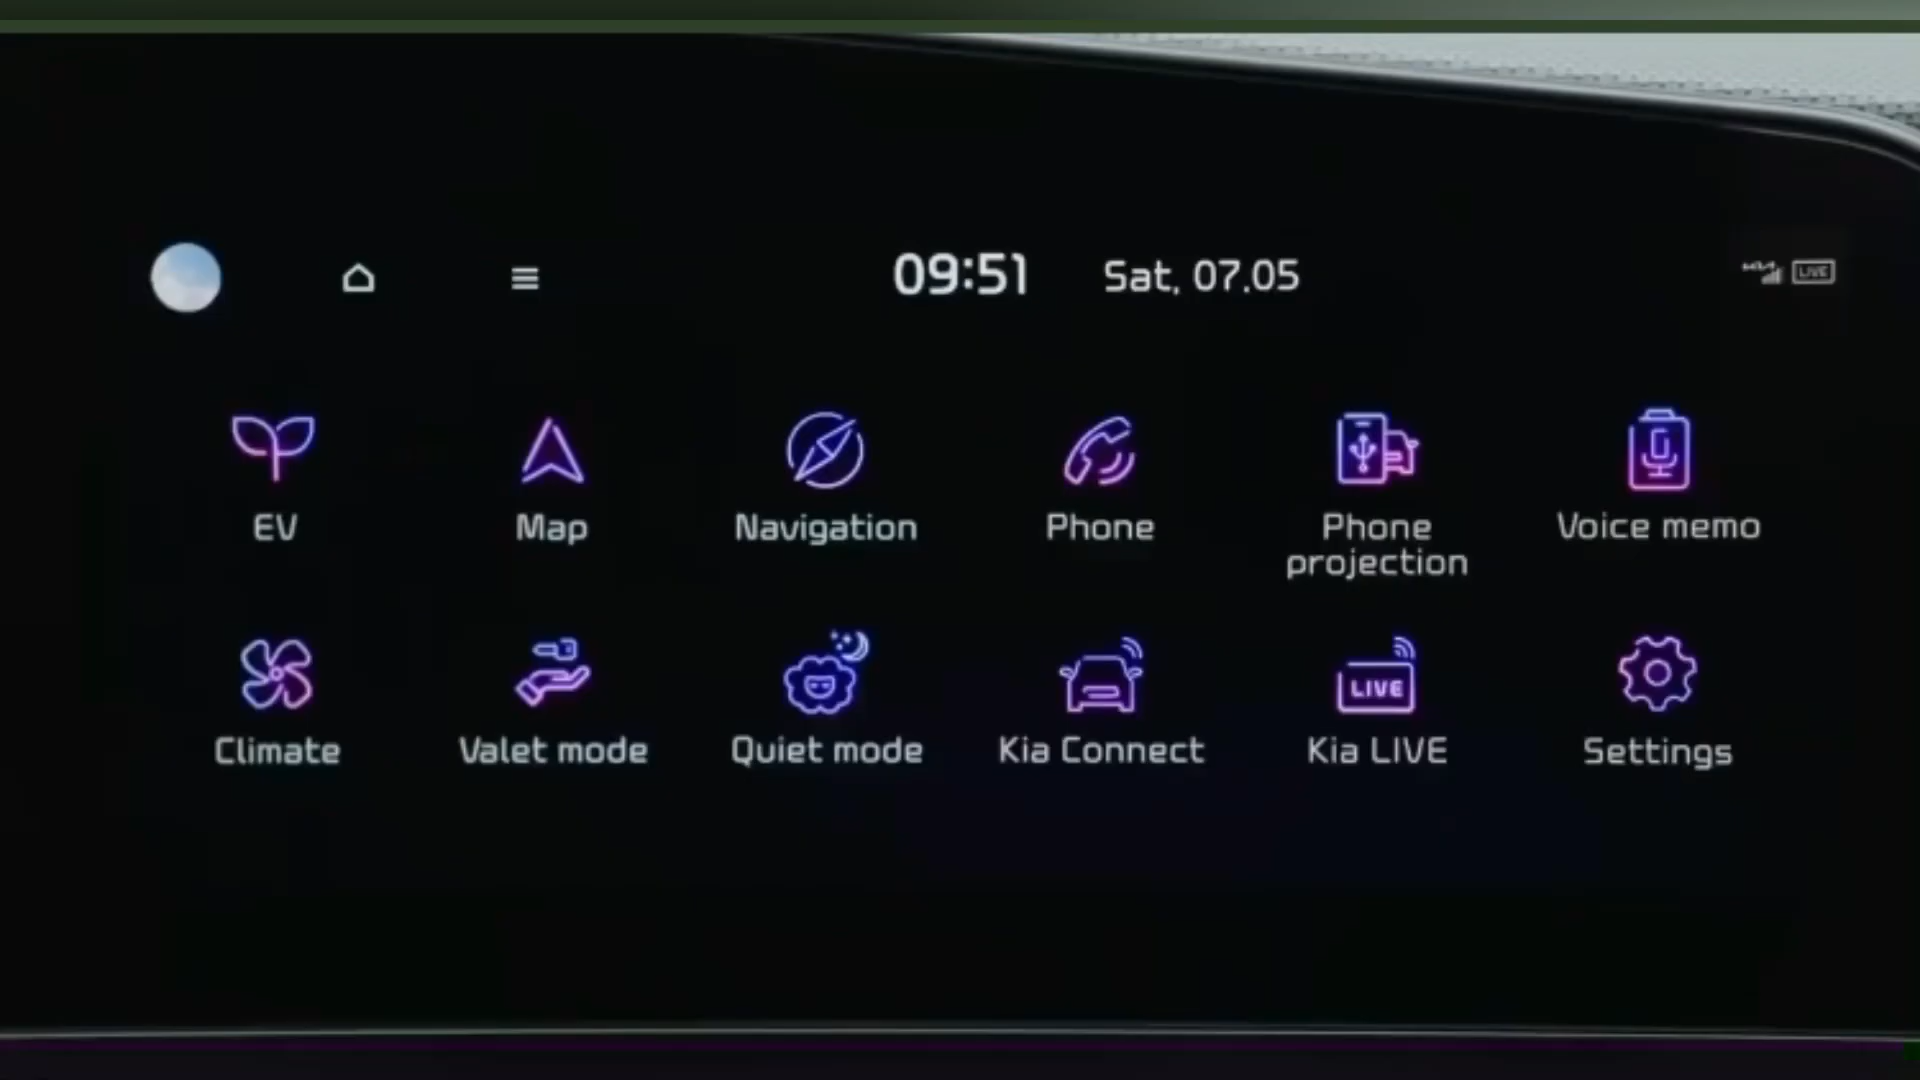 09:51 Sat, 07.05
LIVE
EV Map Navigation Phone Phone projection Voice memo
LIVE
Climate Valet mode Quiet mode Kia Connect Kia LIVE Settings